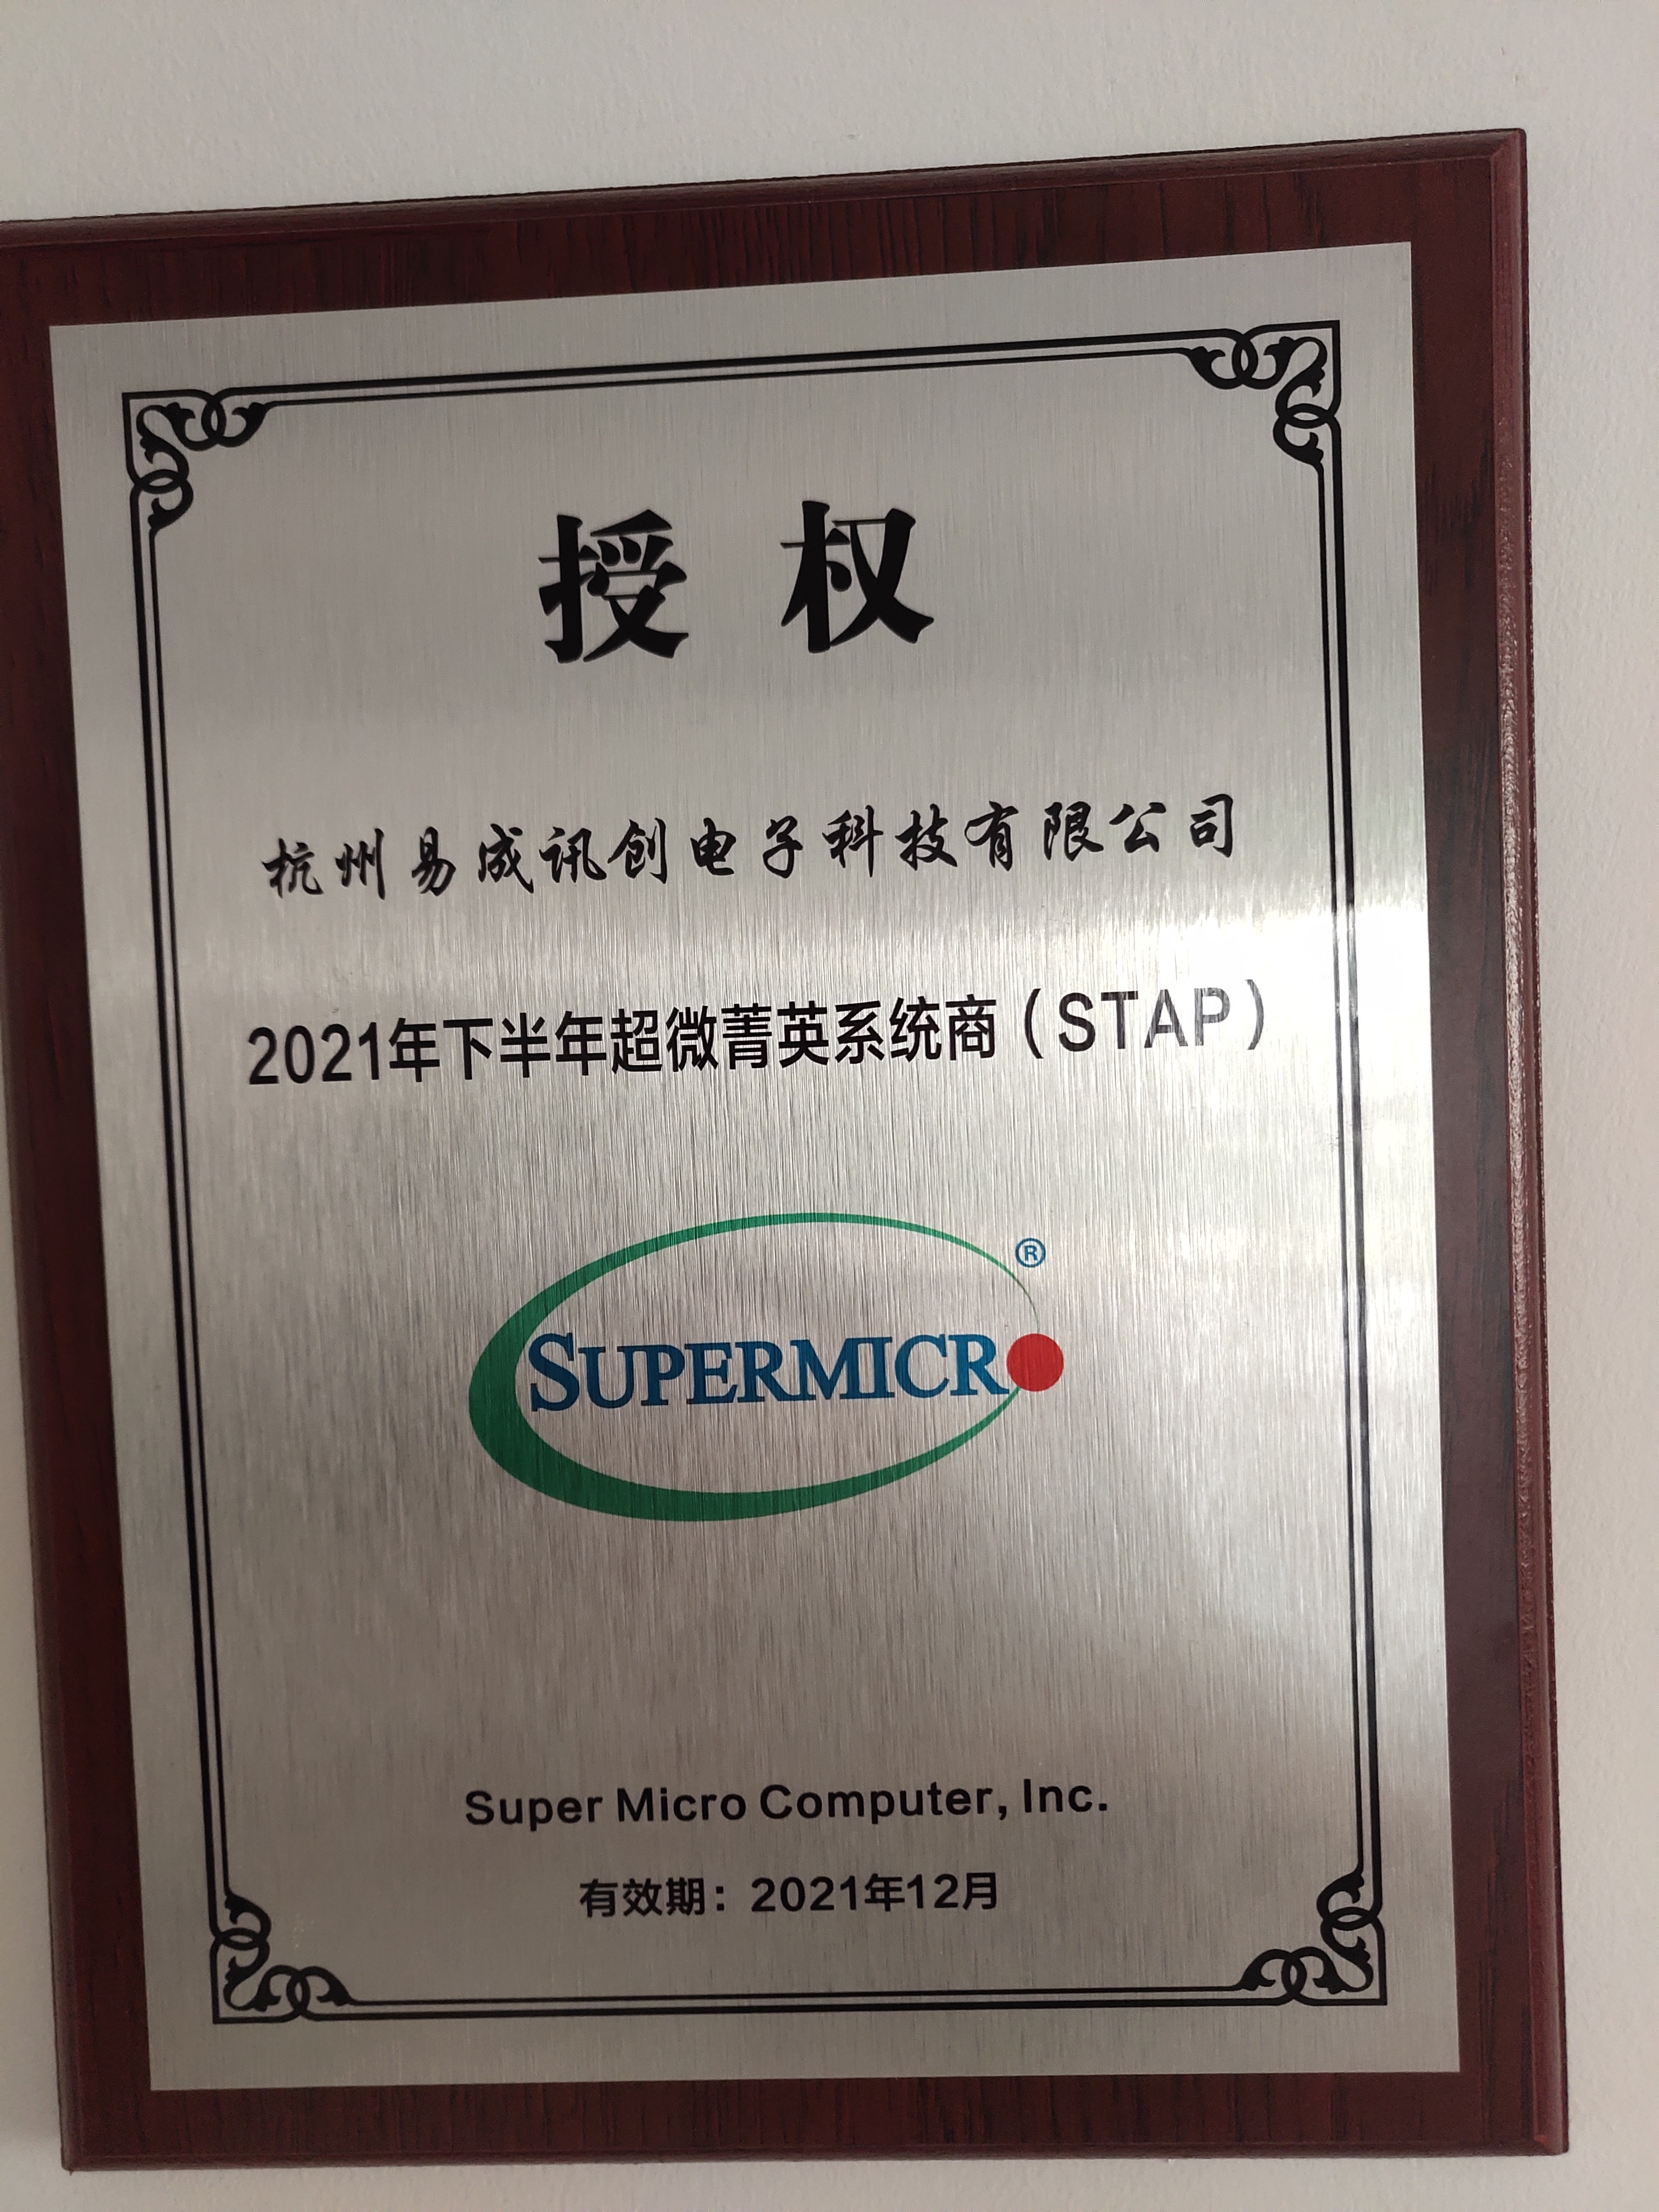 授权
杭州易成讯创电子科技有限公司
2021年下半年超微菁英系统商（STAP）
®
SUPERMICRO
Super Micro Computer, Inc.
有效期：2021年12月